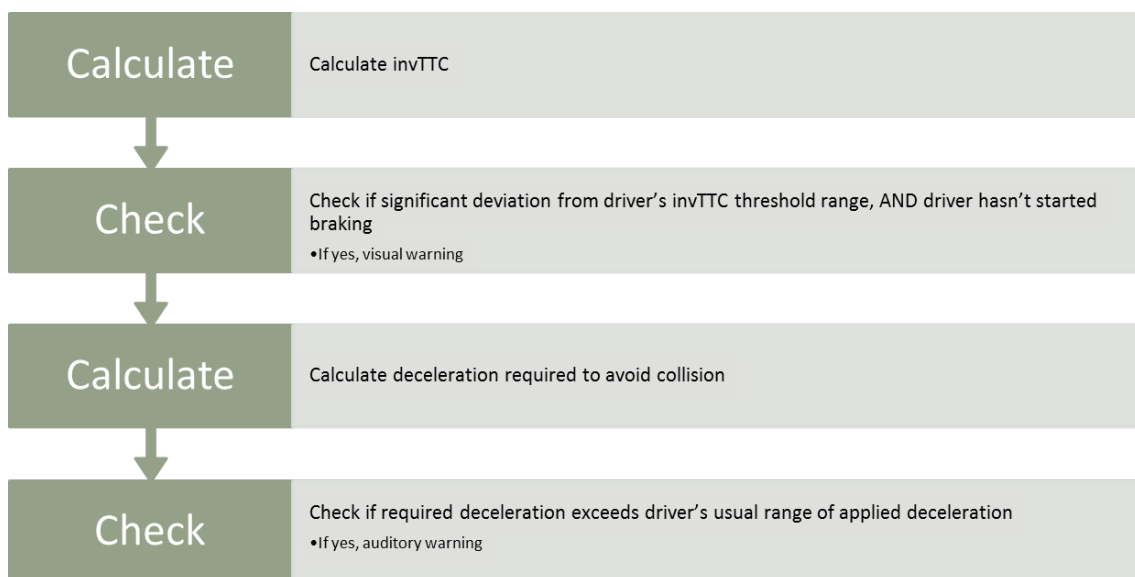 Calculate
Calculate invTTC
Check
Check if significant deviation from driver’s invTTC threshold range, AND driver hasn’t started
braking
•If yes, visual warning
Calculate
Calculate deceleration required to avoid collision
Check
Check if required deceleration exceeds driver’s usual range of applied deceleration
•If yes, auditory warning